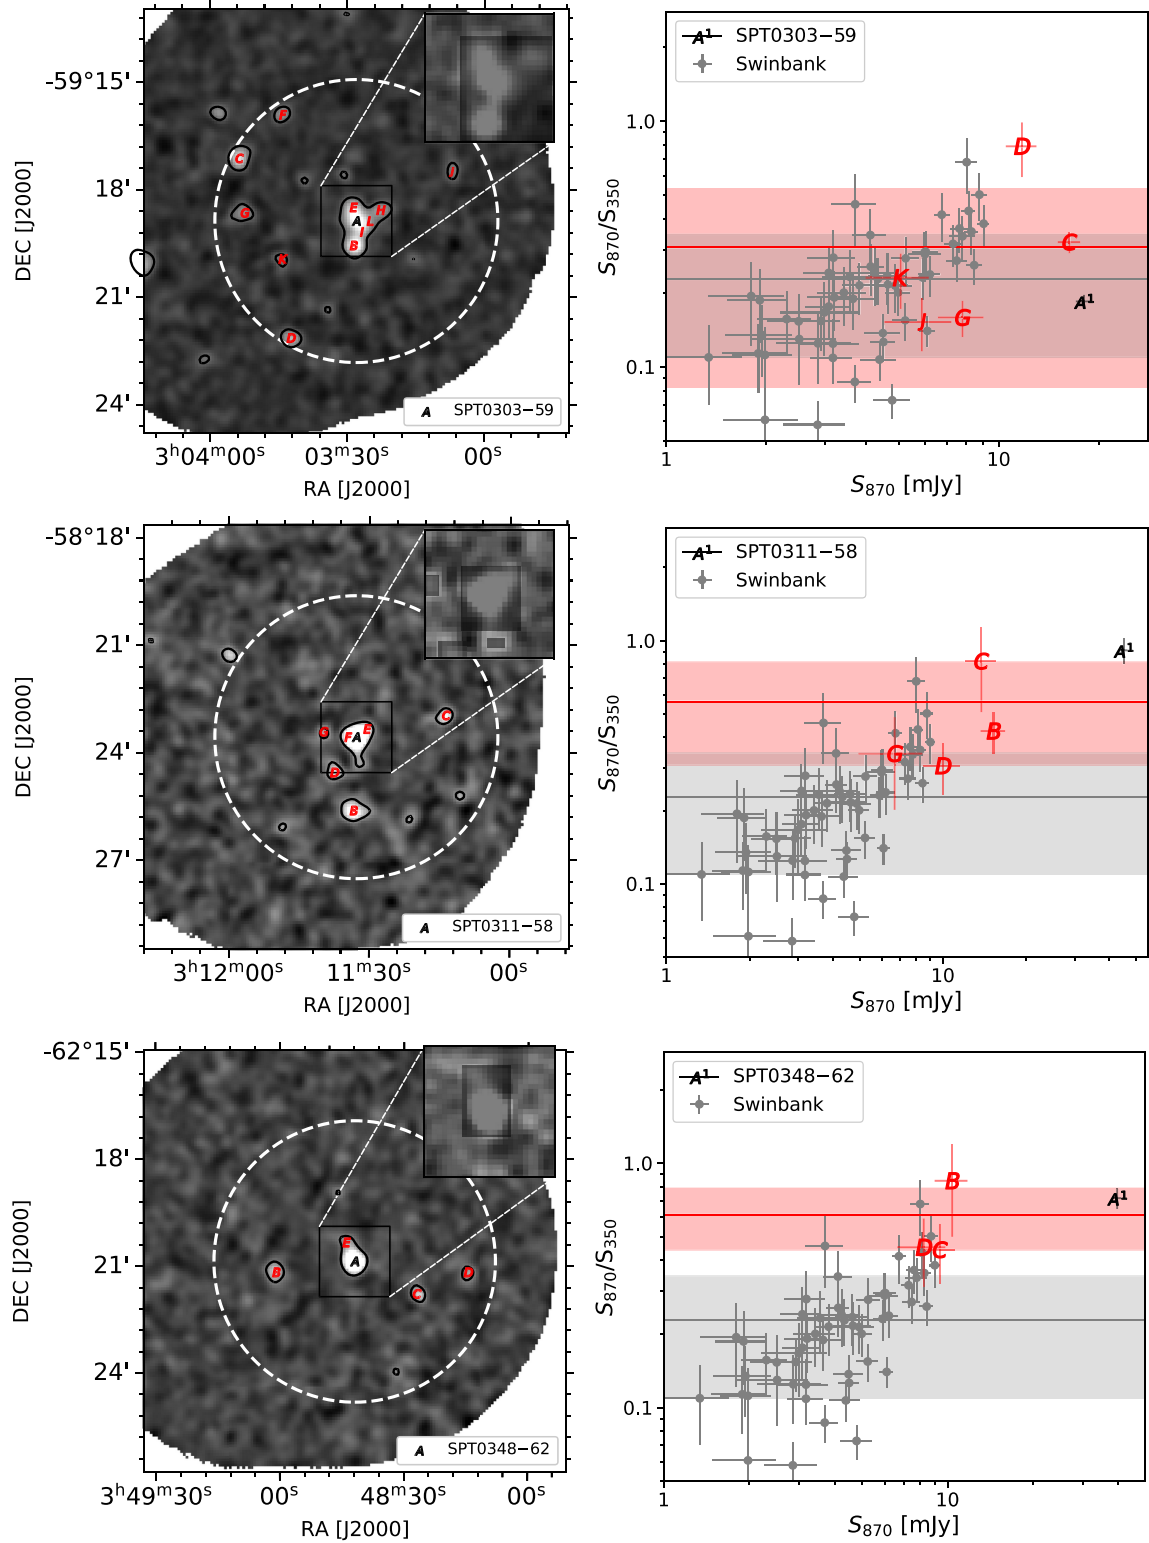 -59°15'
18'
21'
24'
DEC [J2000]
F
C
J
G
E
H
A
L
I
B
K
D
A SPT0303−59
3ʰ04ᵐ00ˢ 03ᵐ30ˢ 00ˢ
RA [J2000]
A¹ SPT0303−59
Swinbank
1.0
0.1
S₈₇₀/S₃₅₀
D
C
K
A¹
J
G
1 10
S₈₇₀ [mJy]
-58°18'
21'
24'
27'
DEC [J2000]
C
G
E
F
A
D
B
A SPT0311−58
3ʰ12ᵐ00ˢ 11ᵐ30ˢ 00ˢ
RA [J2000]
A¹ SPT0311−58
Swinbank
1.0
0.1
S₈₇₀/S₃₅₀
C
A¹
B
G
D
1 10
S₈₇₀ [mJy]
-62°15'
18'
21'
24'
DEC [J2000]
E
A
B
D
C
A SPT0348−62
3ʰ49ᵐ30ˢ 00ˢ 48ᵐ30ˢ 00ˢ
RA [J2000]
A¹ SPT0348−62
Swinbank
1.0
0.1
S₈₇₀/S₃₅₀
B
A¹
D
C
1 10
S₈₇₀ [mJy]